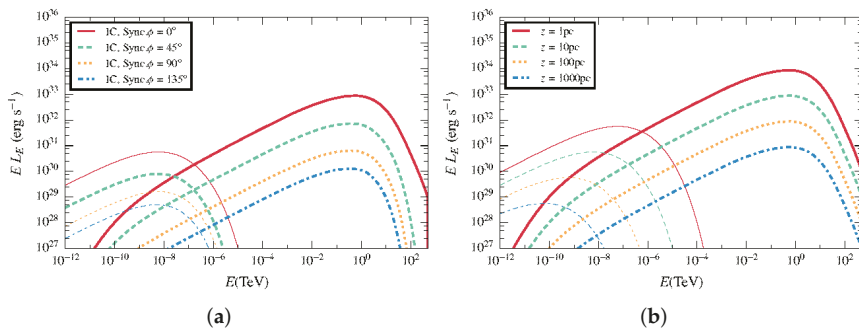 10^36
10^35
10^34
10^33
10^32
10^31
10^30
10^29
10^28
10^27
E L_E (erg s^−1)
IC, Sync,ϕ = 0°
IC, Sync,ϕ = 45°
IC, Sync,ϕ = 90°
IC, Sync,ϕ = 135°
10^−12 10^−10 10^−8 10^−6 10^−4 10^−2 10^0 10^2
E(TeV)
(a)
10^36
10^35
10^34
10^33
10^32
10^31
10^30
10^29
10^28
10^27
E L_E (erg s^−1)
z = 1pc
z = 10pc
z = 100pc
z = 1000pc
10^−12 10^−10 10^−8 10^−6 10^−4 10^−2 10^0 10^2
E(TeV)
(b)